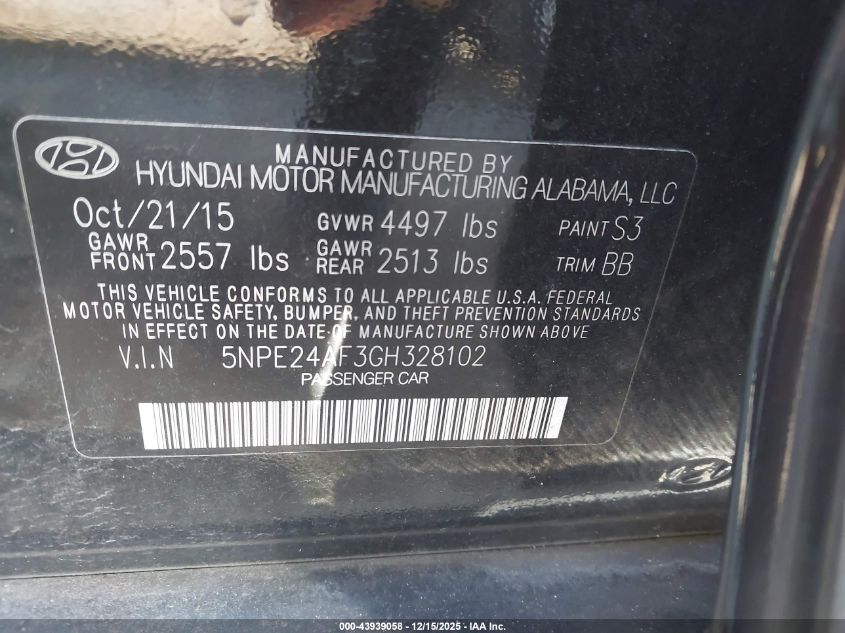 MANUFACTURED BY
HYUNDAI MOTOR MANUFACTURING ALABAMA, LLC
Oct/21/15 GVWR 4497 lbs PAINT S3
GAWR FRONT 2557 lbs GAWR REAR 2513 lbs TRIM BB
THIS VEHICLE CONFORMS TO ALL APPLICABLE U.S.A. FEDERAL
MOTOR VEHICLE SAFETY, BUMPER, AND THEFT PREVENTION STANDARDS
IN EFFECT ON THE DATE OF MANUFACTURE SHOWN ABOVE
V.I.N 5NPE24AF3GH328102
PASSENGER CAR
000-43939058 - 12/15/2025 - IAA Inc.